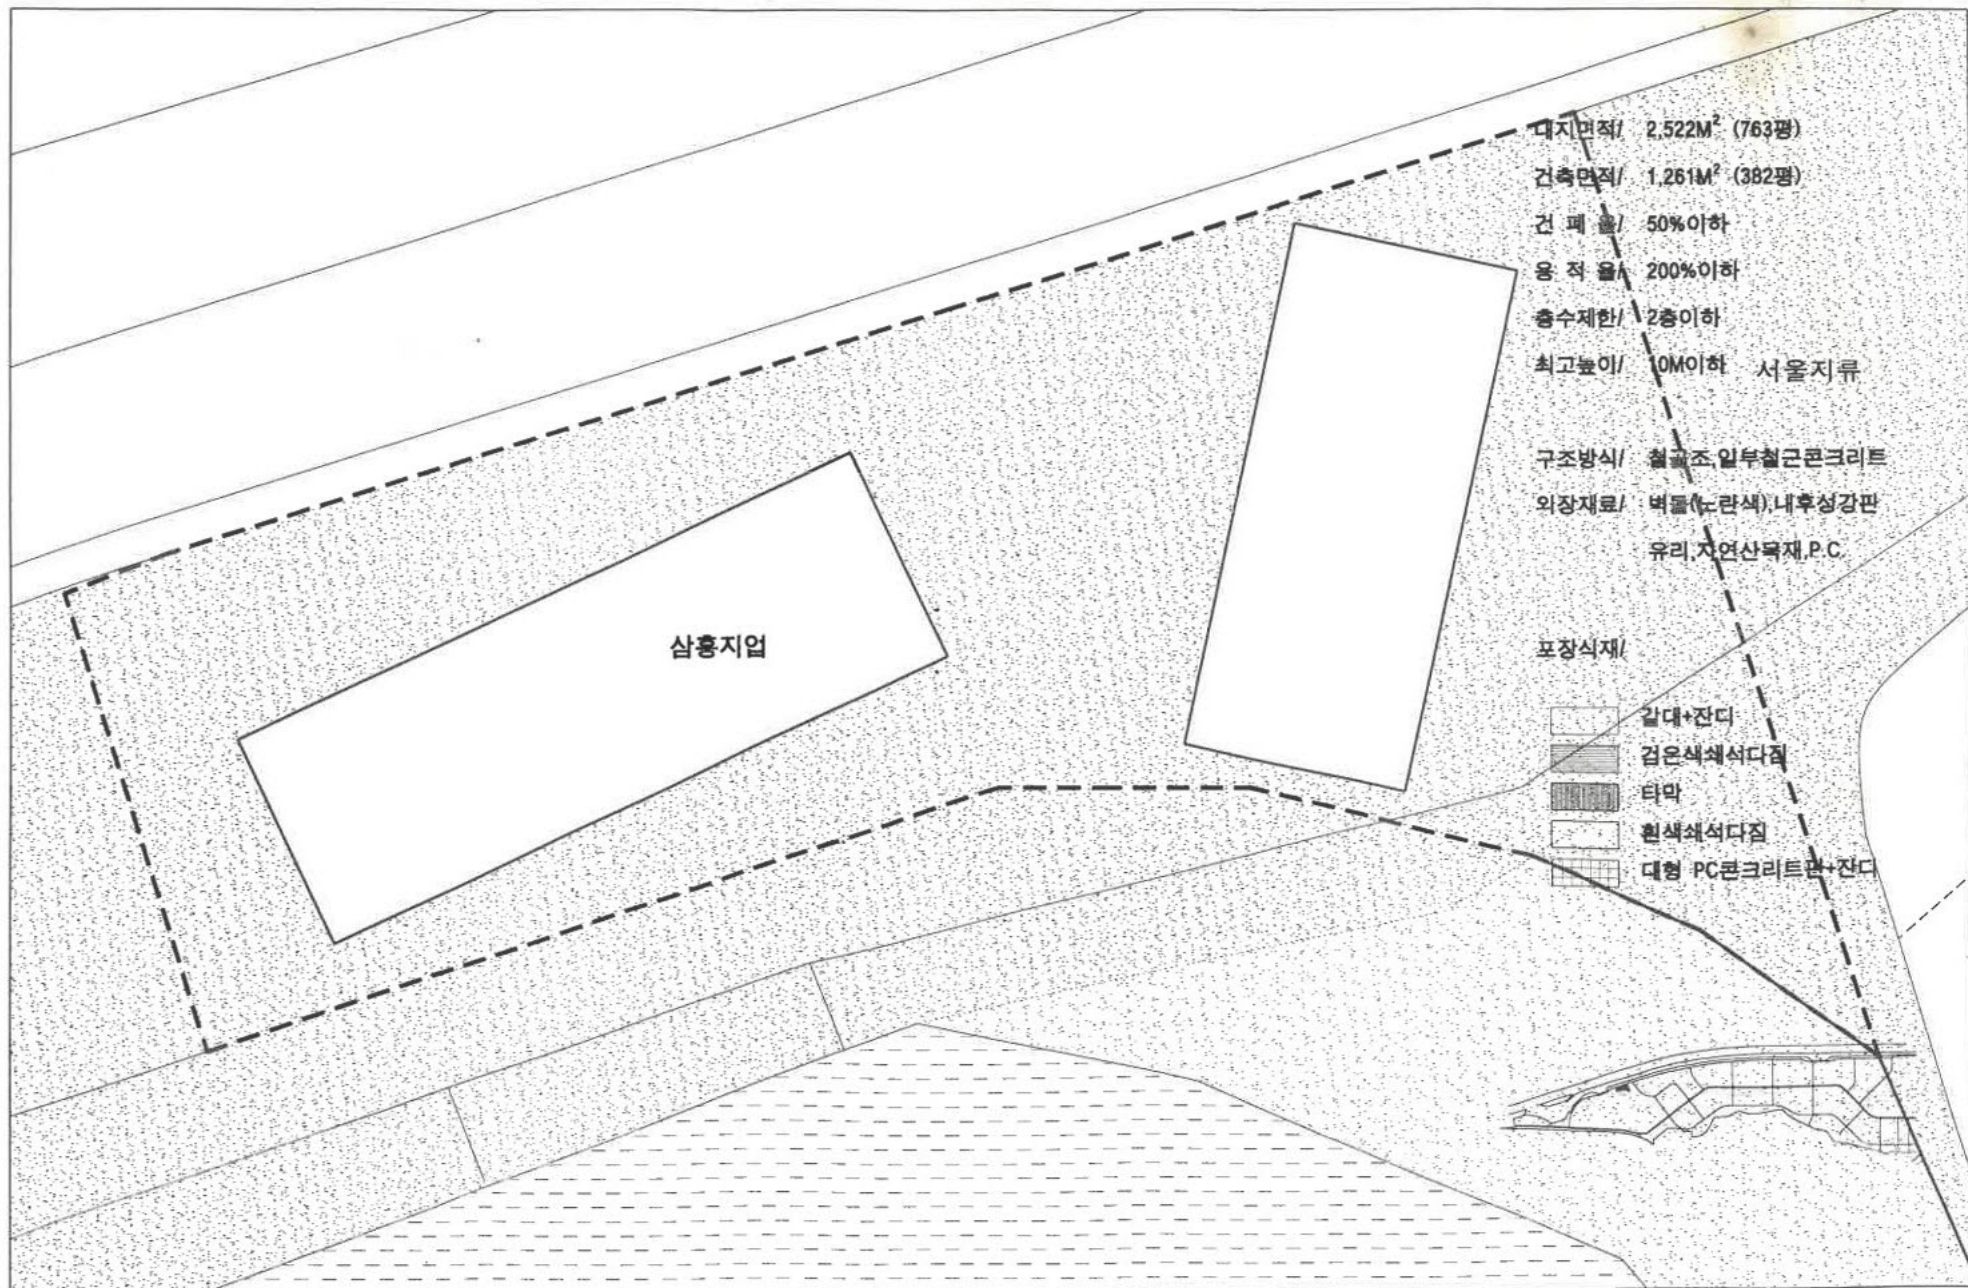 대지면적/ 2,522M² (763평)
건축면적/ 1,261M² (382평)
건 폐 율/ 50%이하
용 적 율/ 200%이하
층수제한/ 2층이하
최고높이/ 10M이하
서울지류
구조방식/ 철골조,일부철근콘크리트
외장재료/ 벽돌(노란색),내후성강판
유리,자연산목재,P.C.
삼흥지업
포장식재/
갈대+잔디
검은색쇄석다짐
타막
흰색쇄석다짐
대형 PC콘크리트판+잔디